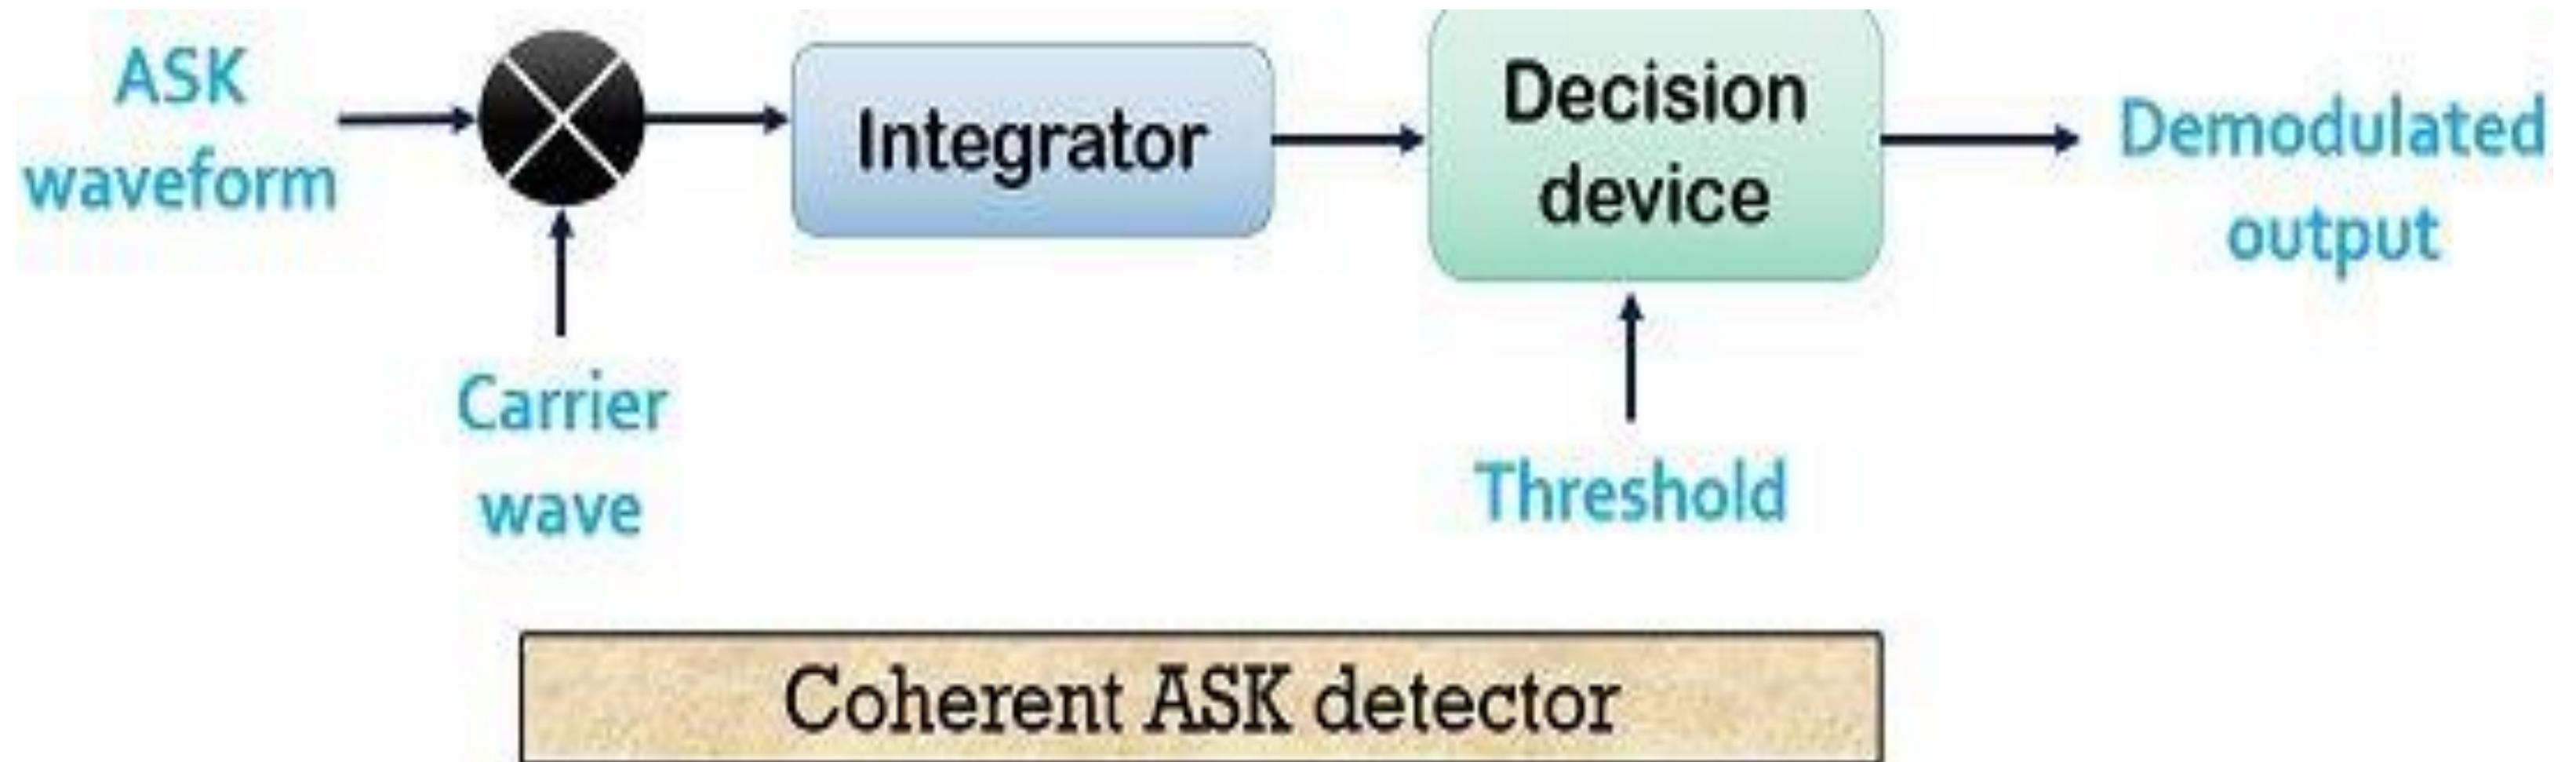 ASK
waveform
Carrier
wave
Integrator
Decision
device
Threshold
Demodulated
output
Coherent ASK detector